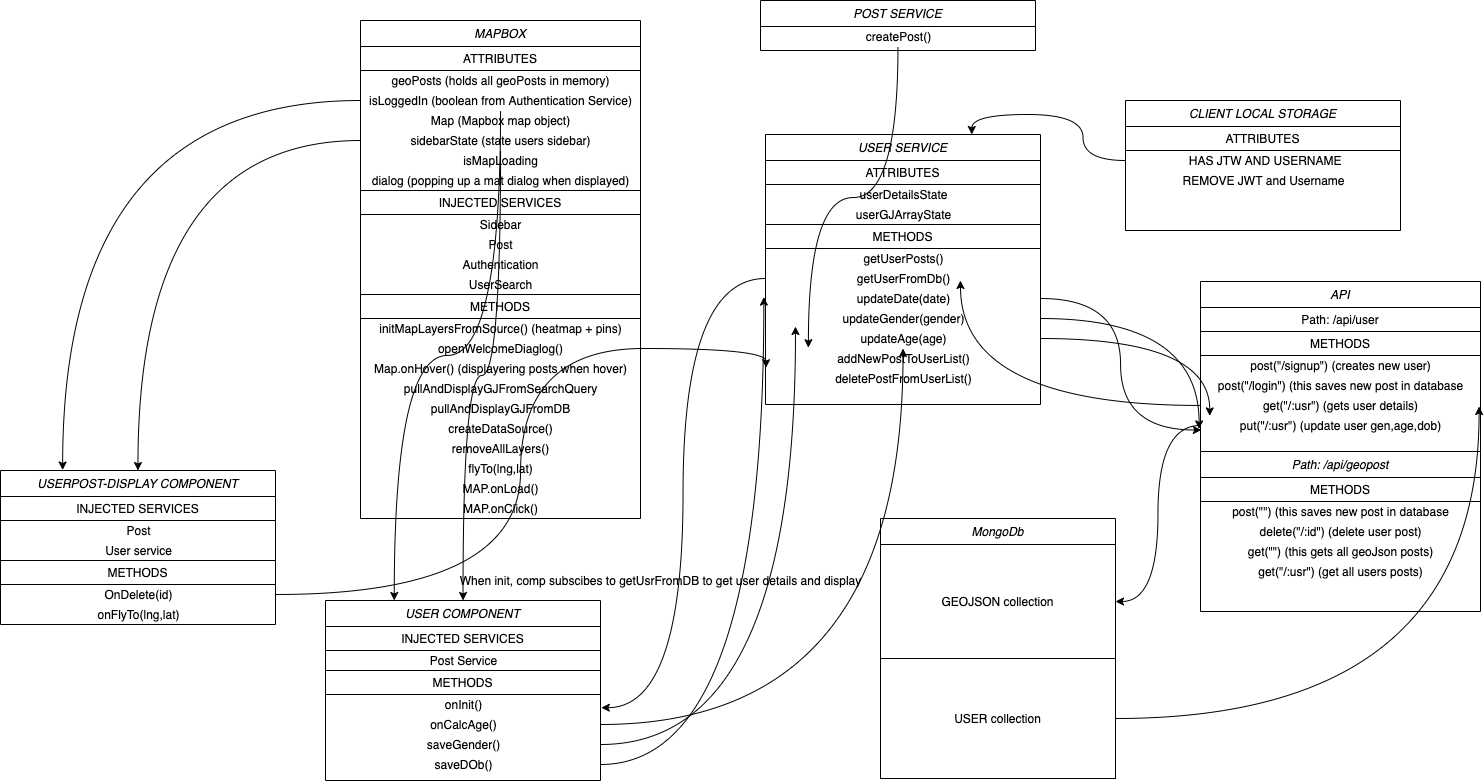 MAPBOX
ATTRIBUTES
geoPosts (holds all geoPosts in memory)
isLoggedIn (boolean from Authentication Service)
Map (Mapbox map object)
sidebarState (state users sidebar)
isMapLoading
dialog (popping up a mat dialog when displayed)
INJECTED SERVICES
Sidebar
Post
Authentication
UserSearch
METHODS
initMapLayersFromSource() (heatmap + pins)
openWelcomeDiaglog()
Map.onHover() (displayering posts when hover)
pullAndDisplayGJFromSearchQuery
pullAndDisplayGJFromDB
createDataSource()
removeAllLayers()
flyTo(lng,lat)
MAP.onLoad()
MAP.onClick()
POST SERVICE
createPost()
USER SERVICE
ATTRIBUTES
userDetailsState
userGJArrayState
METHODS
getUserPosts()
getUserFromDb()
updateDate(date)
updateGender(gender)
updateAge(age)
addNewPostToUserList()
deletePostFromUserList()
CLIENT LOCAL STORAGE
ATTRIBUTES
HAS JTW AND USERNAME
REMOVE JWT and Username
API
Path: /api/user
METHODS
post("/signup") (creates new user)
post("/login") (this saves new post in database
get("/:usr") (gets user details)
put("/:usr") (update user gen,age,dob)
Path: /api/geopost
METHODS
post("") (this saves new post in database
delete("/:id") (delete user post)
get("") (this gets all geoJson posts)
get("/:usr") (get all users posts)
USERPOST-DISPLAY COMPONENT
INJECTED SERVICES
Post
User service
METHODS
OnDelete(id)
onFlyTo(lng,lat)
When init, comp subscibes to getUsrFromDB to get user details and display
USER COMPONENT
INJECTED SERVICES
Post Service
METHODS
onInit()
onCalcAge()
saveGender()
saveDOb()
MongoDb
GEOJSON collection
USER collection